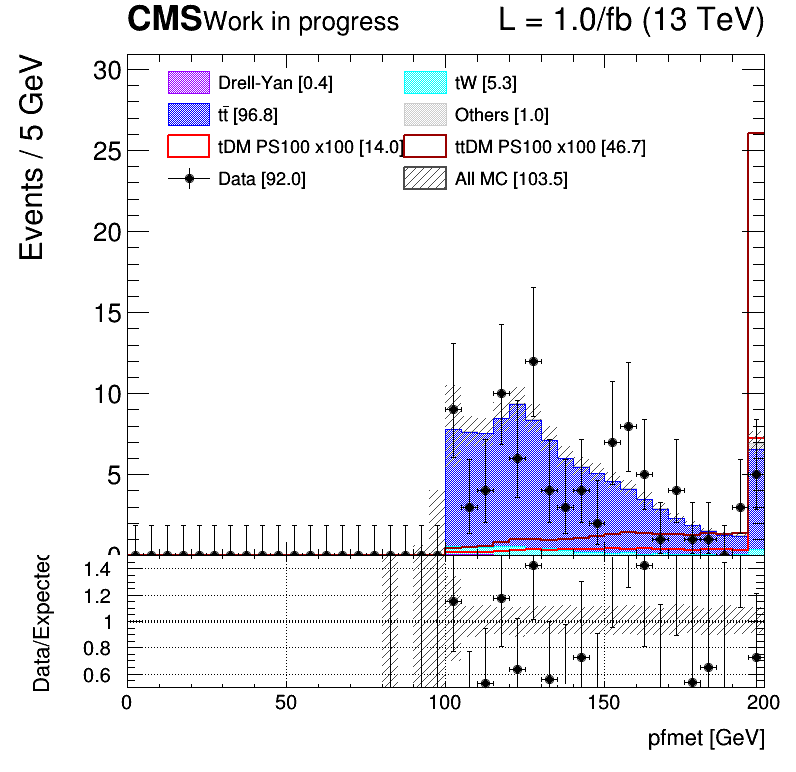 CMS Work in progress L = 1.0/fb (13 TeV)
Events / 5 GeV
30
25
20
15
10
5
0
Drell-Yan [0.4] tW [5.3]
tt̄ [96.8] Others [1.0]
tDM PS100 x100 [14.0] ttDM PS100 x100 [46.7]
Data [92.0] All MC [103.5]
Data/Expected
1.4
1.2
1
0.8
0.6
0 50 100 150 200
pfmet [GeV]